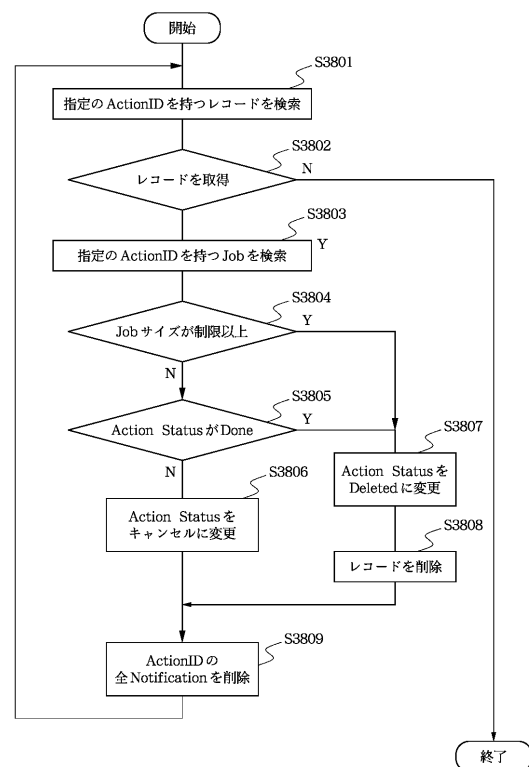 開始
S3801
指定のActionIDを持つレコードを検索
S3802
レコードを取得
N
S3803
指定のActionIDを持つJobを検索
Y
S3804
Jobサイズが制限以上
Y
N
S3805
Action StatusがDone
Y
N
S3806
Action Statusを
キャンセルに変更
S3807
Action Statusを
Deletedに変更
S3808
レコードを削除
S3809
ActionIDの
全Notificationを削除
終了